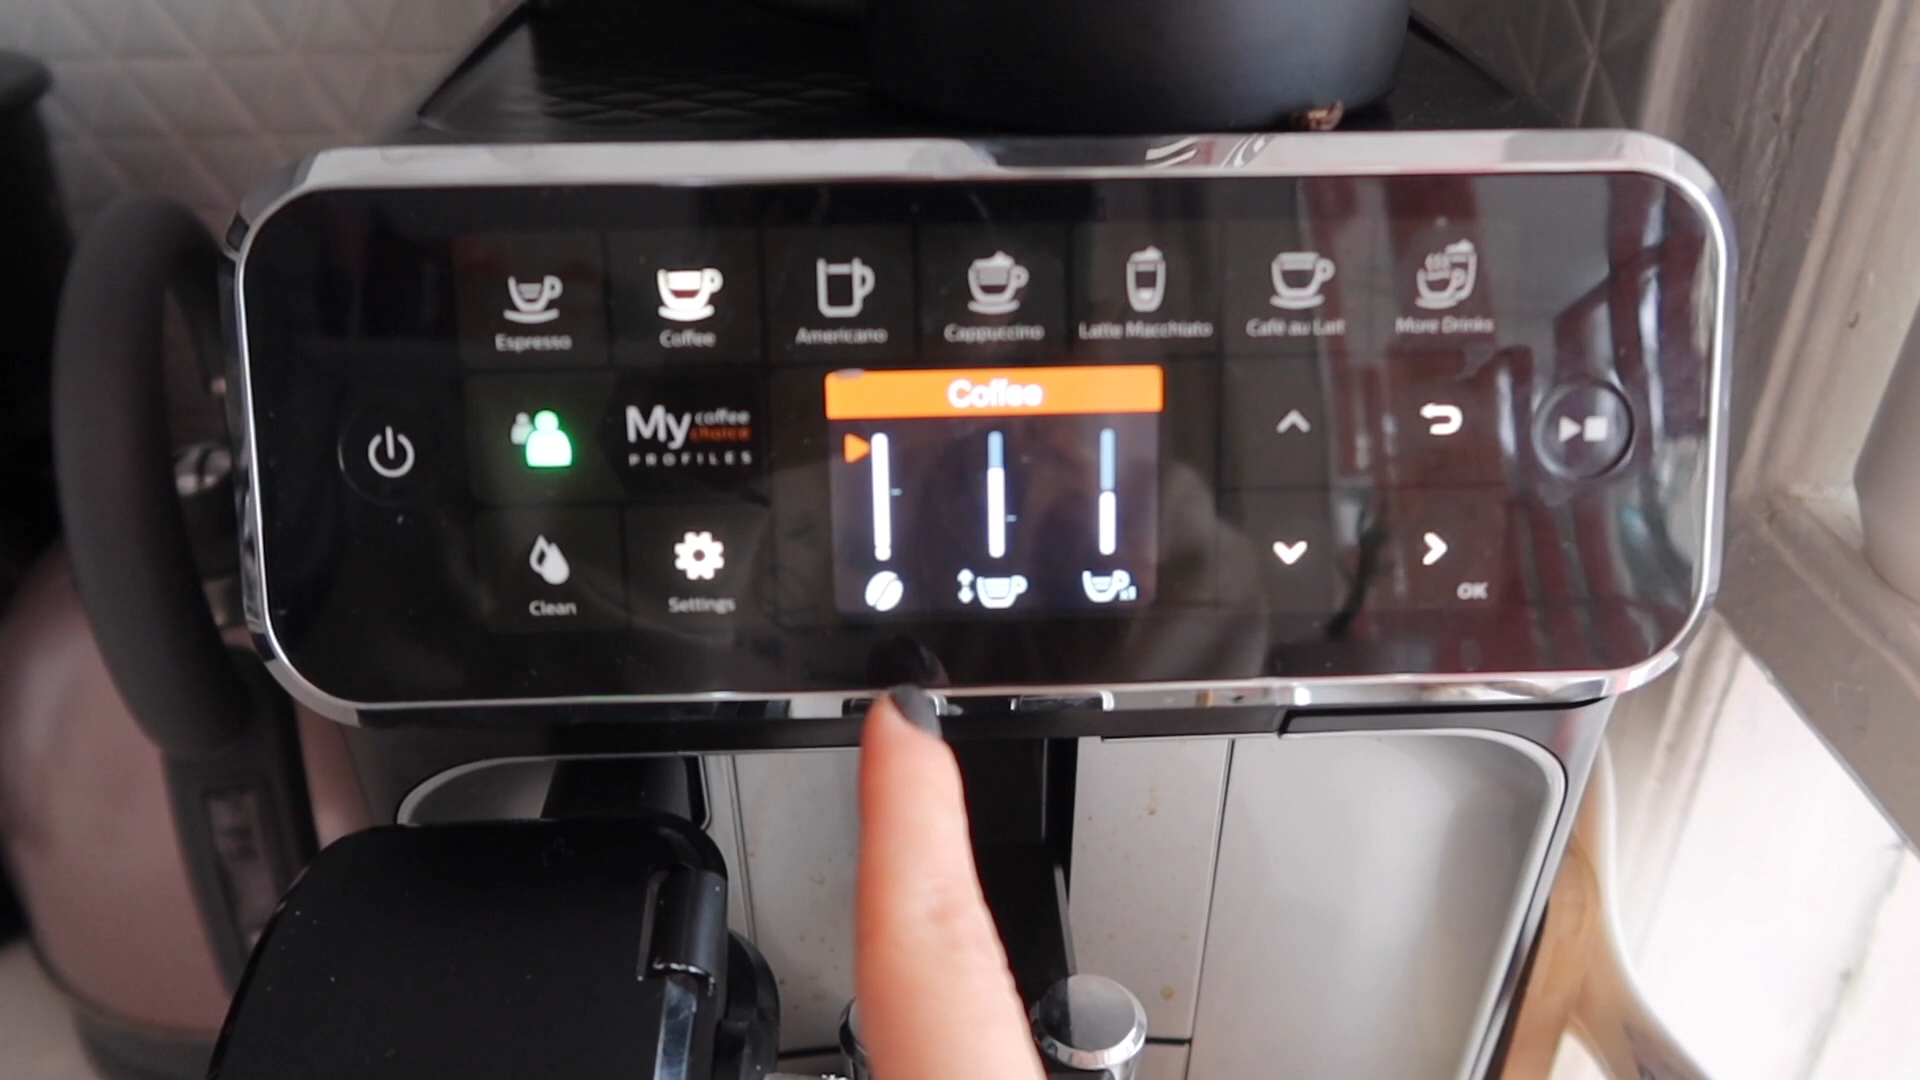 Espresso
Coffee
Americano
Cappuccino
Latte Macchiato
Café au Lait
More Drinks
My coffee choice
PROFILES
Coffee
x1
Clean
Settings
OK